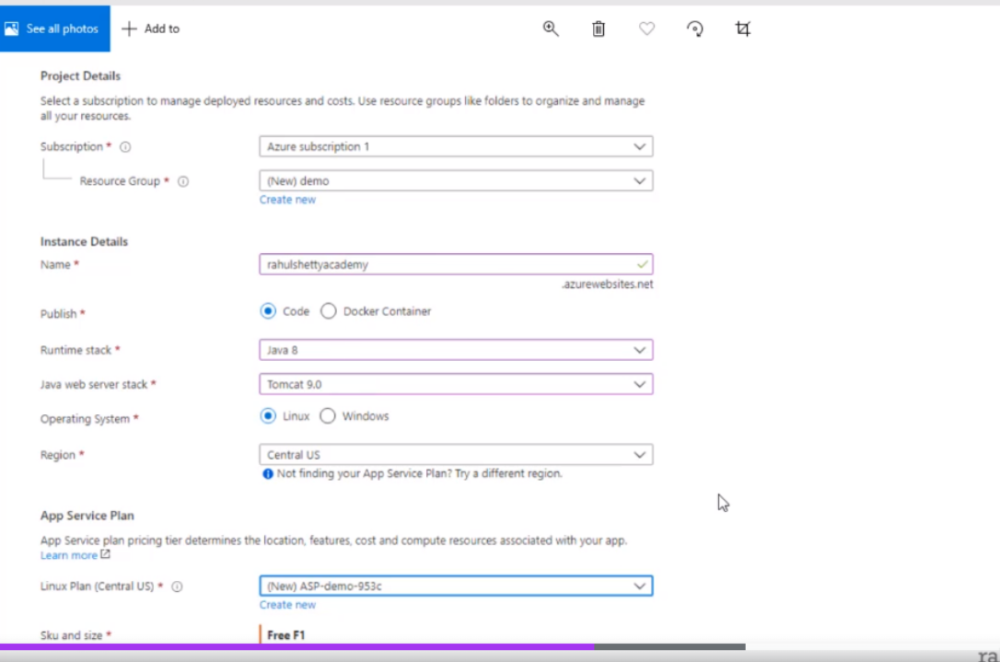 See all photos
Add to
Project Details
Select a subscription to manage deployed resources and costs. Use resource groups like folders to organize and manage
all your resources.
Subscription *
Azure subscription 1
Resource Group *
(New) demo
Create new
Instance Details
Name *
rahulshettyacademy
.azurewebsites.net
Publish *
Code
Docker Container
Runtime stack *
Java 8
Java web server stack *
Tomcat 9.0
Operating System *
Linux
Windows
Region *
Central US
Not finding your App Service Plan? Try a different region.
App Service Plan
App Service plan pricing tier determines the location, features, cost and compute resources associated with your app.
Learn more
Linux Plan (Central US) *
(New) ASP-demo-953c
Create new
Sku and size *
Free F1
ra